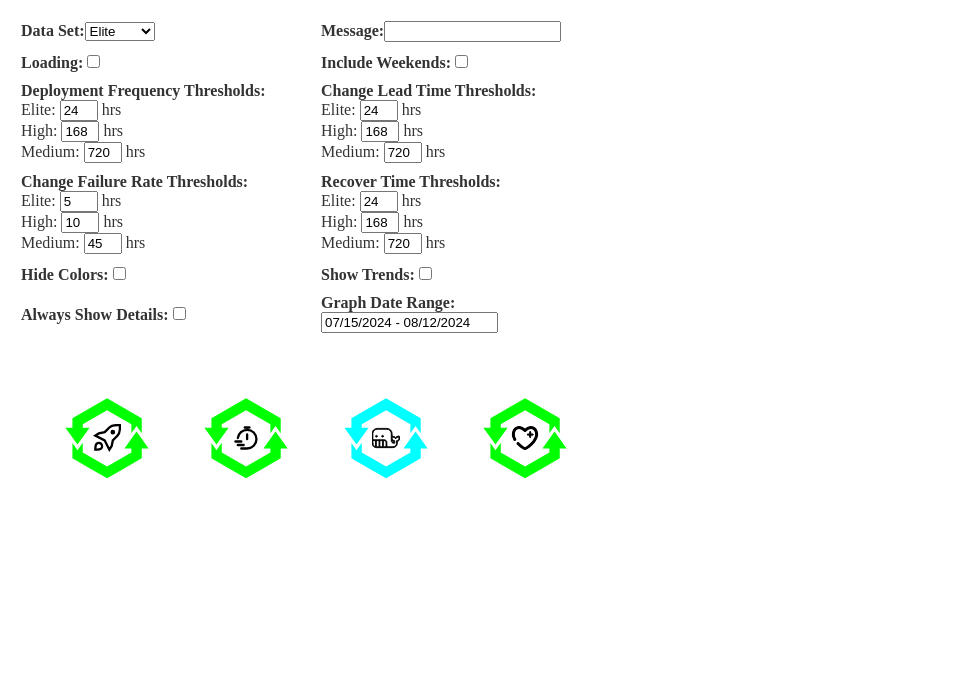 Data Set: Elite
Message:
Loading:
Include Weekends:
Deployment Frequency Thresholds:
Elite: 24 hrs
High: 168 hrs
Medium: 720 hrs
Change Lead Time Thresholds:
Elite: 24 hrs
High: 168 hrs
Medium: 720 hrs
Change Failure Rate Thresholds:
Elite: 5 hrs
High: 10 hrs
Medium: 45 hrs
Recover Time Thresholds:
Elite: 24 hrs
High: 168 hrs
Medium: 720 hrs
Hide Colors:
Show Trends:
Always Show Details:
Graph Date Range:
07/15/2024 - 08/12/2024